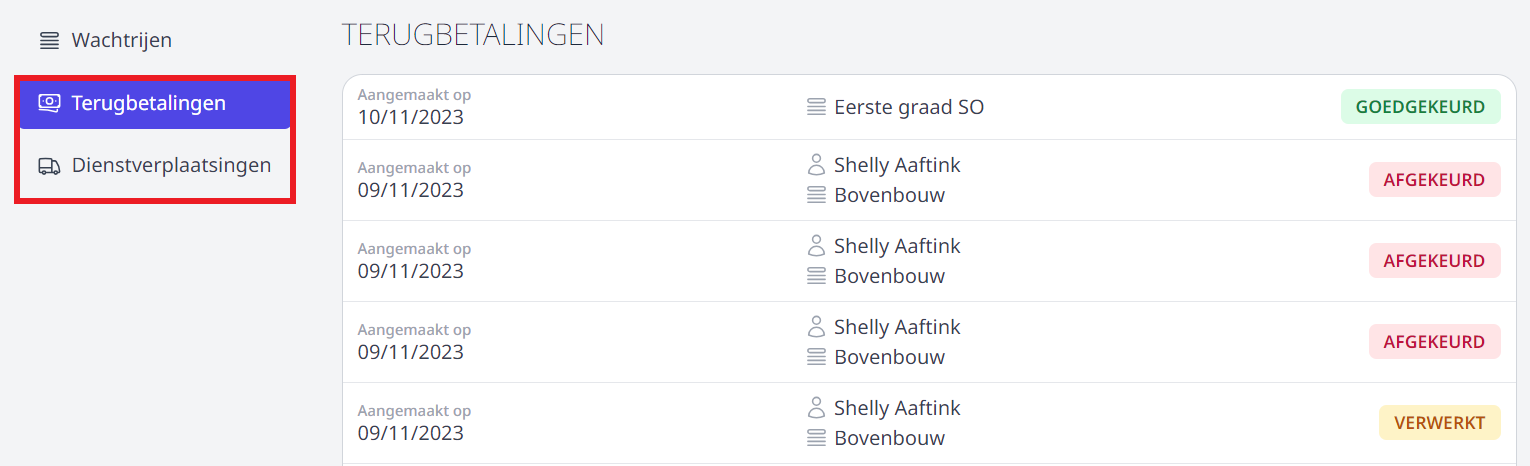 Wachtrijen
Terugbetalingen
Dienstverplaatsingen
TERUGBETALINGEN
Aangemaakt op
10/11/2023
Eerste graad SO
GOEDGEKEURD
Aangemaakt op
09/11/2023
Shelly Aaftink
Bovenbouw
AFGEKEURD
Aangemaakt op
09/11/2023
Shelly Aaftink
Bovenbouw
AFGEKEURD
Aangemaakt op
09/11/2023
Shelly Aaftink
Bovenbouw
AFGEKEURD
Aangemaakt op
09/11/2023
Shelly Aaftink
Bovenbouw
VERWERKT